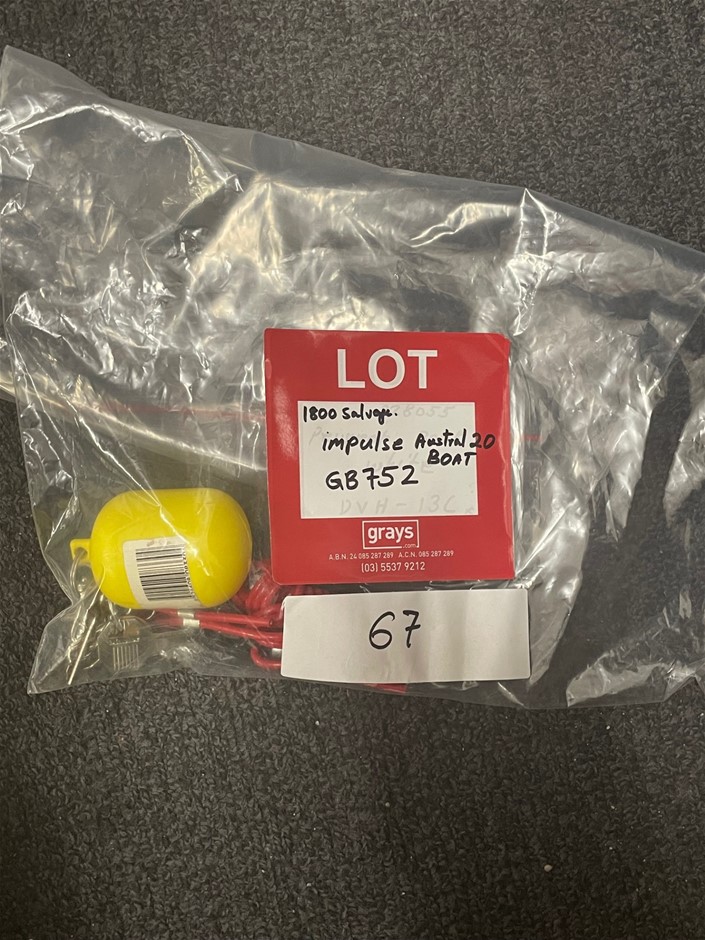 LOT
1800 Salvage.
impulse Austral 20
BOAT
GB752
DVH-13C
grays
.com
A.B.N. 24 085 287 289 A.C.N. 085 287 289
(03) 5537 9212
67